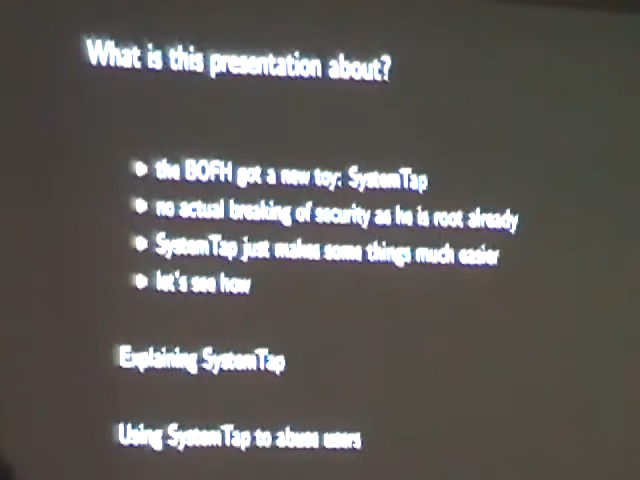 What is this presentation about?
the BOFH got a new toy: SystemTap
no actual breaking of security as he is root already
SystemTap just makes some things much easier
let's see how
Explaining SystemTap
Using SystemTap to abuse users